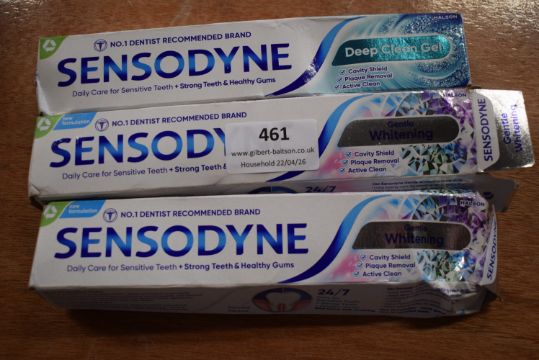 NO.1 DENTIST RECOMMENDED BRAND
HALEON
SENSODYNE
Deep Clean Gel
Daily Care for Sensitive Teeth + Strong Teeth & Healthy Gums
Cavity Shield
Plaque Removal
Active Clean
new formulation
NO.1 DENTIST RECOMMENDED BRAND
HALEON
SENSODYNE
Gentle
Whitening
Daily Care for Sensitive Teeth + Strong Teeth & Healthy Gums
Cavity Shield
Plaque Removal
Active Clean
461
www.gilbert-baitson.co.uk
Household 22/04/26
SENSODYNE
Gentle
Whitening
24/7
new formulation
NO.1 DENTIST RECOMMENDED BRAND
HALEON
SENSODYNE
Gentle
Whitening
Daily Care for Sensitive Teeth + Strong Teeth & Healthy Gums
Cavity Shield
Plaque Removal
Active Clean
24/7